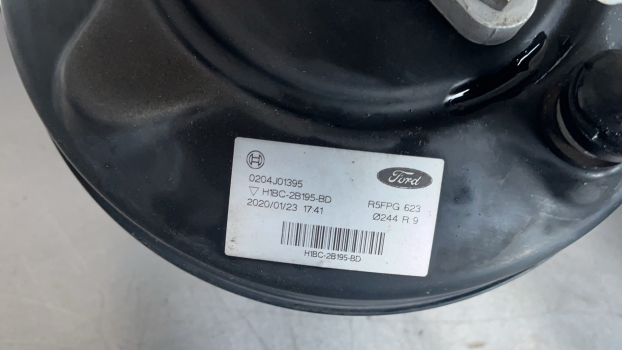 Ford
0204J01395
▽ H1BC-2B195-BD
R5FPG 623
2020/01/23 17:41
Ø244 R 9
H1BC-2B195-BD